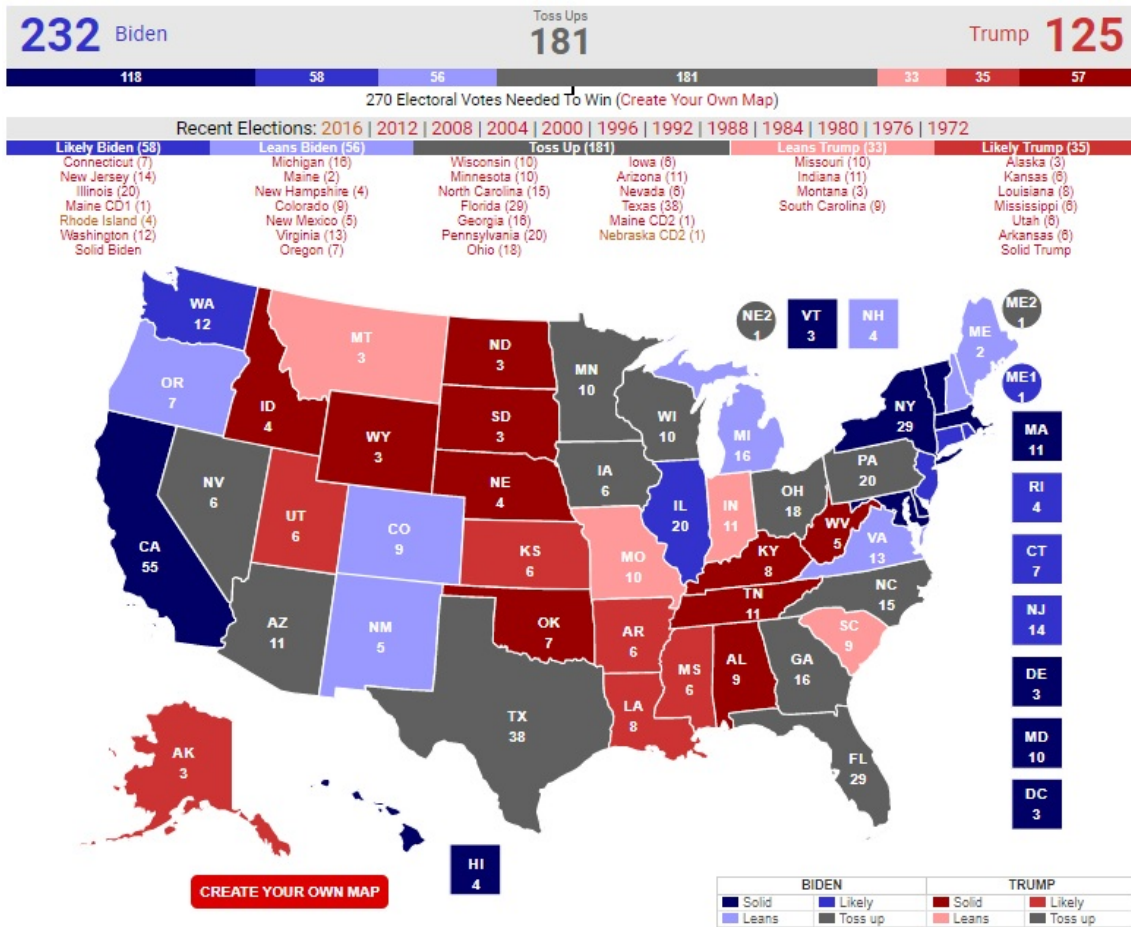 232 Biden
Toss Ups
181
Trump 125
118 58 56 181 33 35 57
270 Electoral Votes Needed To Win (Create Your Own Map)
Recent Elections: 2016 | 2012 | 2008 | 2004 | 2000 | 1996 | 1992 | 1988 | 1984 | 1980 | 1976 | 1972
Likely Biden (58) Leans Biden (56) Toss Up (181) Leans Trump (33) Likely Trump (35)
Connecticut (7) Michigan (16) Wisconsin (10) Iowa (6) Missouri (10) Alaska (3)
New Jersey (14) Maine (2) Minnesota (10) Arizona (11) Indiana (11) Kansas (6)
Illinois (20) New Hampshire (4) North Carolina (15) Nevada (6) Montana (3) Louisiana (8)
Maine CD1 (1) Colorado (9) Florida (29) Texas (38) South Carolina (9) Mississippi (6)
Rhode Island (4) New Mexico (5) Georgia (16) Maine CD2 (1) Utah (6)
Washington (12) Virginia (13) Pennsylvania (20) Nebraska CD2 (1) Arkansas (6)
Solid Biden Oregon (7) Ohio (18) Solid Trump
WA
12
OR
7
CA
55
NV
6
ID
4
MT
3
WY
3
UT
6
AZ
11
CO
9
NM
5
ND
3
SD
3
NE
4
KS
6
OK
7
TX
38
MN
10
IA
6
MO
10
AR
6
LA
8
WI
10
IL
20
MS
6
MI
16
IN
11
KY
8
TN
11
AL
9
OH
18
WV
5
GA
16
FL
29
SC
9
NC
15
VA
13
PA
20
NY
29
ME
2
NE2
1
VT
3
NH
4
ME2
1
ME1
1
MA
11
RI
4
CT
7
NJ
14
DE
3
MD
10
DC
3
AK
3
HI
4
CREATE YOUR OWN MAP
BIDEN TRUMP
Solid Likely Solid Likely
Leans Toss up Leans Toss up